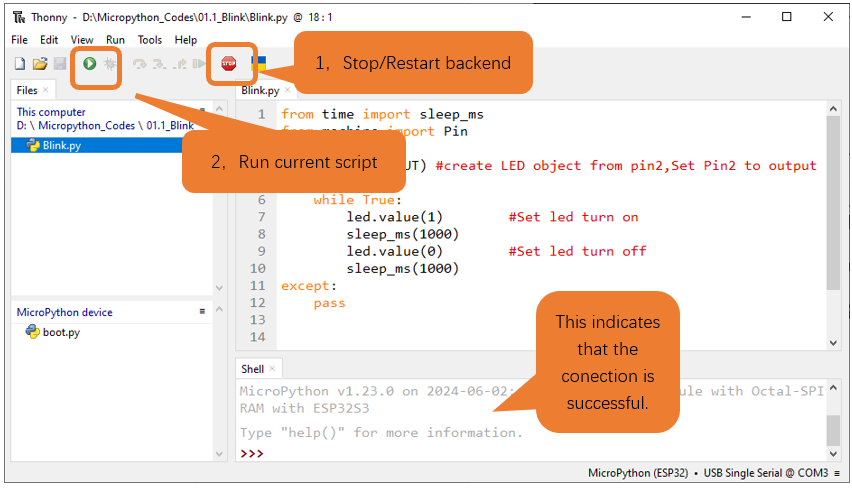 Thonny - D:\Micropython_Codes\01.1_Blink\Blink.py @ 18 : 1
File Edit View Run Tools Help
STOP
1, Stop/Restart backend
Files ×
This computer
D: \ Micropython_Codes \ 01.1_Blink
Blink.py
2, Run current script
MicroPython device
boot.py
Blink.py ×
1 from time import sleep_ms
from machine import Pin
UT) #create LED object from pin2,Set Pin2 to output
6 while True:
7 led.value(1) #Set led turn on
8 sleep_ms(1000)
9 led.value(0) #Set led turn off
10 sleep_ms(1000)
11 except:
12 pass
13
14
This indicates
that the
conection is
successful.
Shell ×
MicroPython v1.23.0 on 2024-06-02; ule with Octal-SPI
RAM with ESP32S3
Type "help()" for more information.
>>>
MicroPython (ESP32) • USB Single Serial @ COM3 ≡